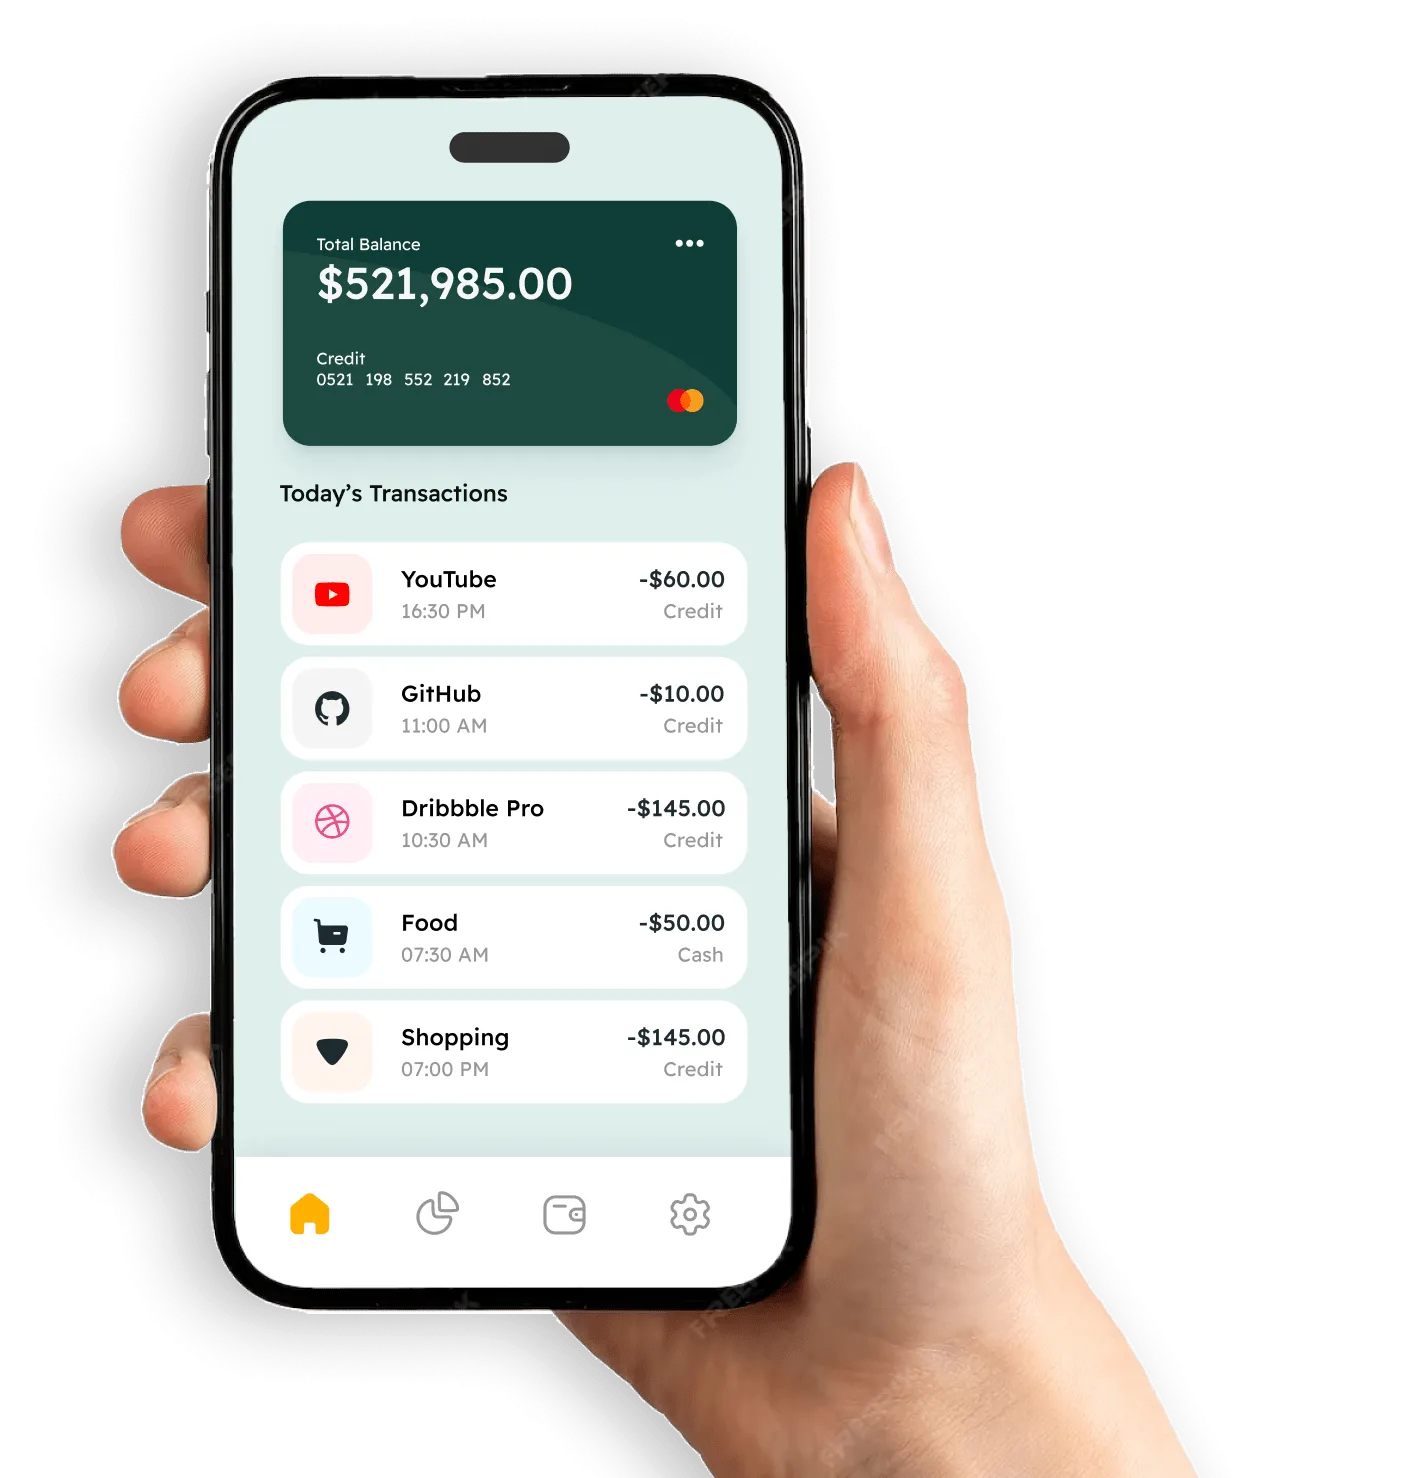 Total Balance
$521,985.00
Credit
0521 198 552 219 852
Today’s Transactions
YouTube -$60.00
16:30 PM Credit
GitHub -$10.00
11:00 AM Credit
Dribbble Pro -$145.00
10:30 AM Credit
Food -$50.00
07:30 AM Cash
Shopping -$145.00
07:00 PM Credit